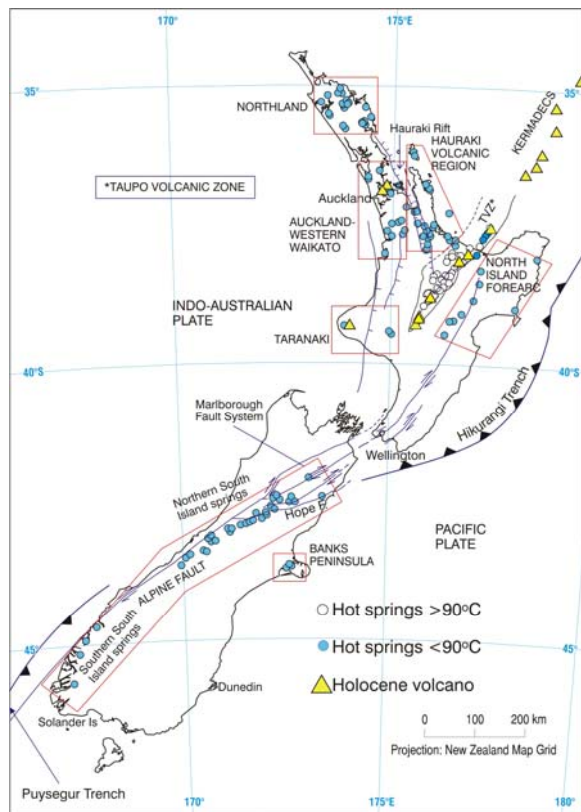 170°
175°E
35°
35°S
NORTHLAND
KERMADECS
Hauraki Rift
HAURAKI
VOLCANIC
REGION
*TAUPO VOLCANIC ZONE
Auckland
TVZ*
AUCKLAND-
WESTERN
WAIKATO
NORTH
ISLAND
FOREARC
INDO-AUSTRALIAN
PLATE
TARANAKI
40°
40°S
Hikurangi Trench
Marlborough
Fault System
Wellington
Northern South
Island springs
Hope F.
BANKS
PENINSULA
PACIFIC
PLATE
ALPINE FAULT
Hot springs >90°C
45°
45°S
Hot springs <90°C
Southern South
Island springs
Holocene volcano
Dunedin
Solander Is
0 100 200 km
Projection: New Zealand Map Grid
Puysegur Trench
170°
175°E
180°